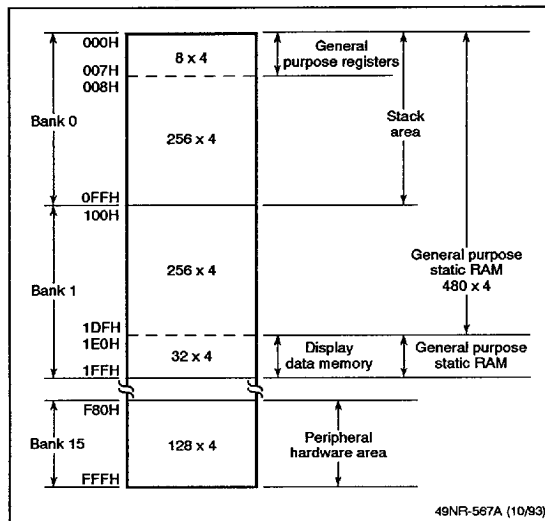 000H
8 x 4
General
purpose registers
007H
008H
Bank 0
256 x 4
Stack
area
0FFH
100H
256 x 4
Bank 1
General purpose
static RAM
480 x 4
1DFH
1E0H
32 x 4
Display
data memory
General purpose
static RAM
1FFH
F80H
Bank 15
128 x 4
Peripheral
hardware area
FFFH
49NR-567A (10/93)